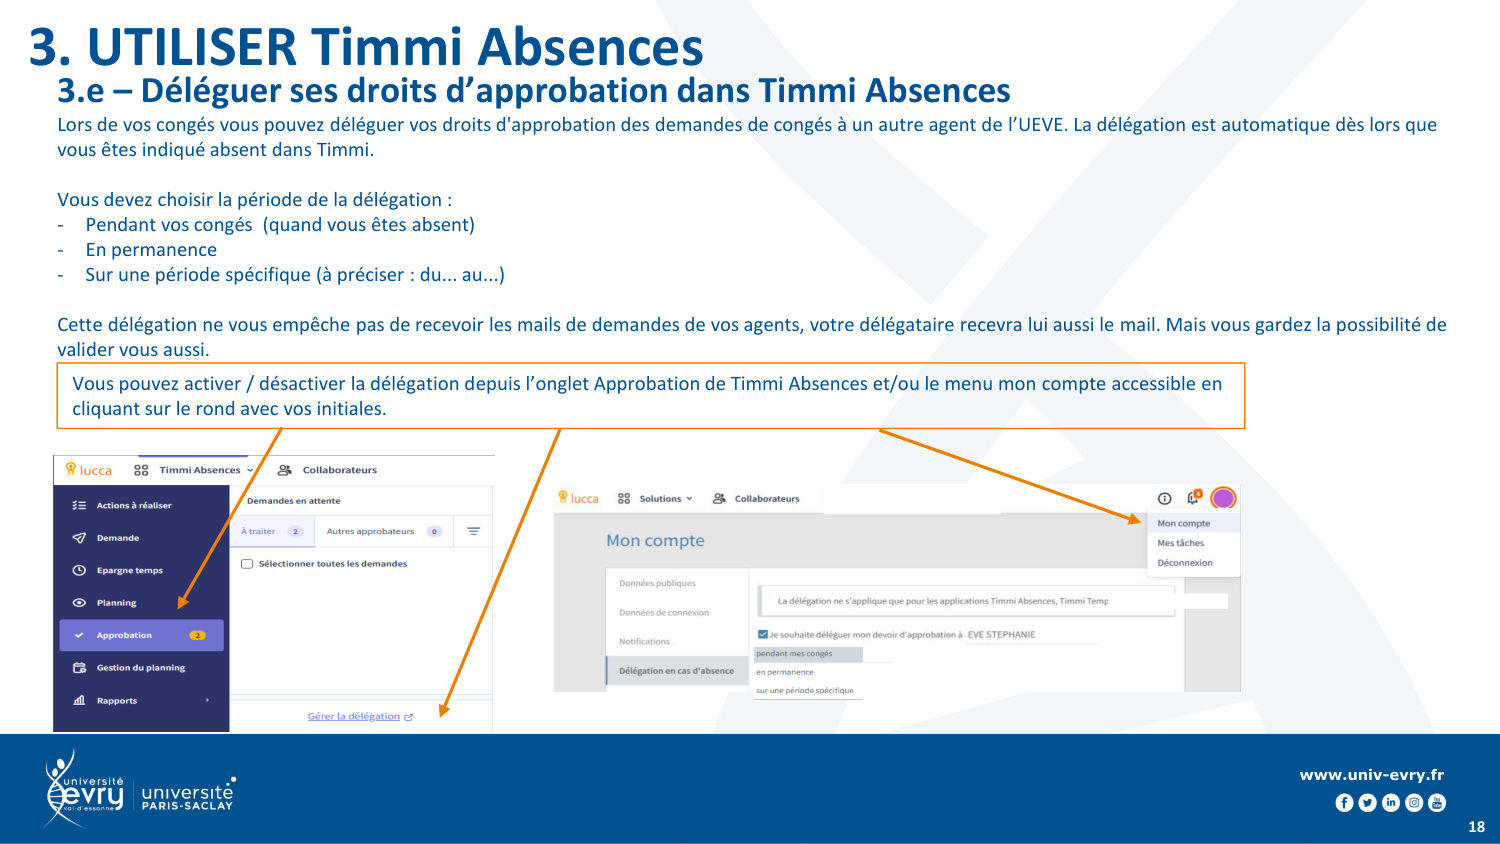 3. UTILISER Timmi Absences
3.e – Déléguer ses droits d’approbation dans Timmi Absences
Lors de vos congés vous pouvez déléguer vos droits d'approbation des demandes de congés à un autre agent de l’UEVE. La délégation est automatique dès lors que
vous êtes indiqué absent dans Timmi.
Vous devez choisir la période de la délégation :
- Pendant vos congés (quand vous êtes absent)
- En permanence
- Sur une période spécifique (à préciser : du... au...)
Cette délégation ne vous empêche pas de recevoir les mails de demandes de vos agents, votre délégataire recevra lui aussi le mail. Mais vous gardez la possibilité de
valider vous aussi.
Vous pouvez activer / désactiver la délégation depuis l’onglet Approbation de Timmi Absences et/ou le menu mon compte accessible en
cliquant sur le rond avec vos initiales.
lucca Timmi Absences Collaborateurs
Actions à réaliser
Demande
Epargne temps
Planning
Approbation 2
Gestion du planning
Rapports
Demandes en attente
À traiter 2 Autres approbateurs 0
Sélectionner toutes les demandes
Gérer la délégation
lucca Solutions Collaborateurs
4
Mon compte
Mes tâches
Déconnexion
Mon compte
Données publiques
Données de connexion
Notifications
Délégation en cas d'absence
La délégation ne s'applique que pour les applications Timmi Absences, Timmi Temp
Je souhaite déléguer mon devoir d'approbation à EVE STEPHANIE
pendant mes congés
en permanence
sur une période spécifique
université
evry
val-d'essonne
université
PARIS-SACLAY
www.univ-evry.fr
18